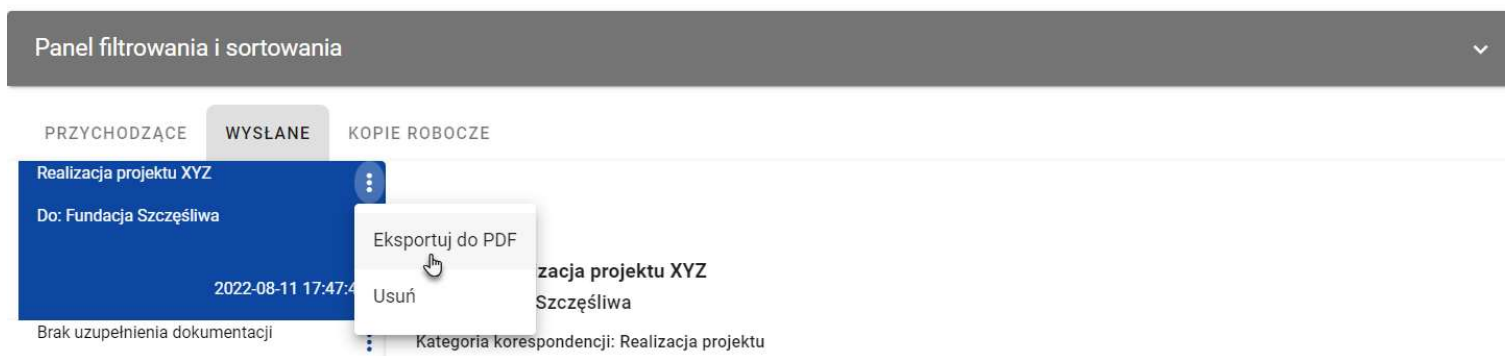 Panel filtrowania i sortowania
PRZYCHODZĄCE WYSŁANE KOPIE ROBOCZE
Realizacja projektu XYZ
Do: Fundacja Szczęśliwa
2022-08-11 17:47:4
Eksportuj do PDF
Usuń
zacja projektu XYZ
Szczęśliwa
Brak uzupełnienia dokumentacji
Kategoria korespondencji: Realizacja projektu